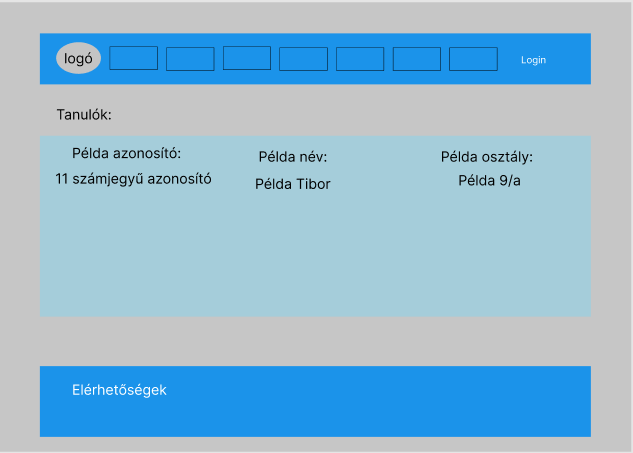 logó
Login
Tanulók:
Példa azonosító:
Példa név:
Példa osztály:
11 számjegyű azonosító
Példa Tibor
Példa 9/a
Elérhetőségek